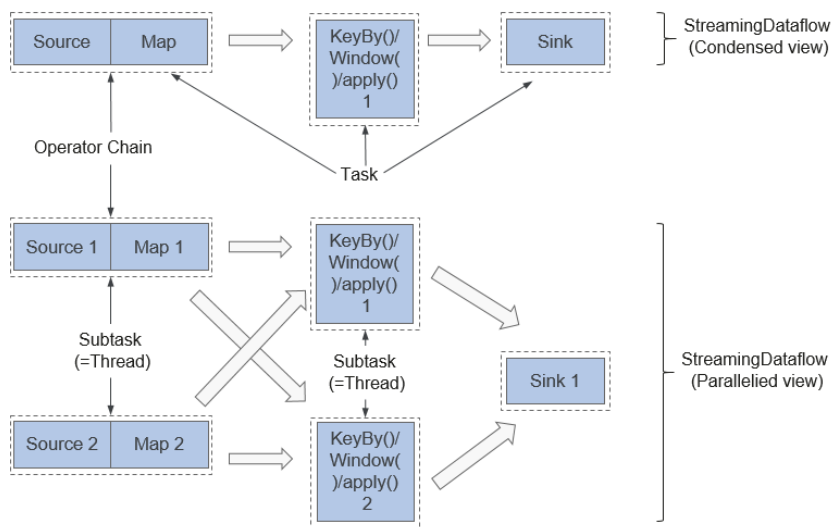 Source
Map
KeyBy()/
Window(
)/apply()
1
Sink
StreamingDataflow
(Condensed view)
Operator Chain
Task
Source 1
Map 1
KeyBy()/
Window(
)/apply()
1
Subtask
(=Thread)
Subtask
(=Thread)
Sink 1
StreamingDataflow
(Parallelied view)
Source 2
Map 2
KeyBy()/
Window(
)/apply()
2